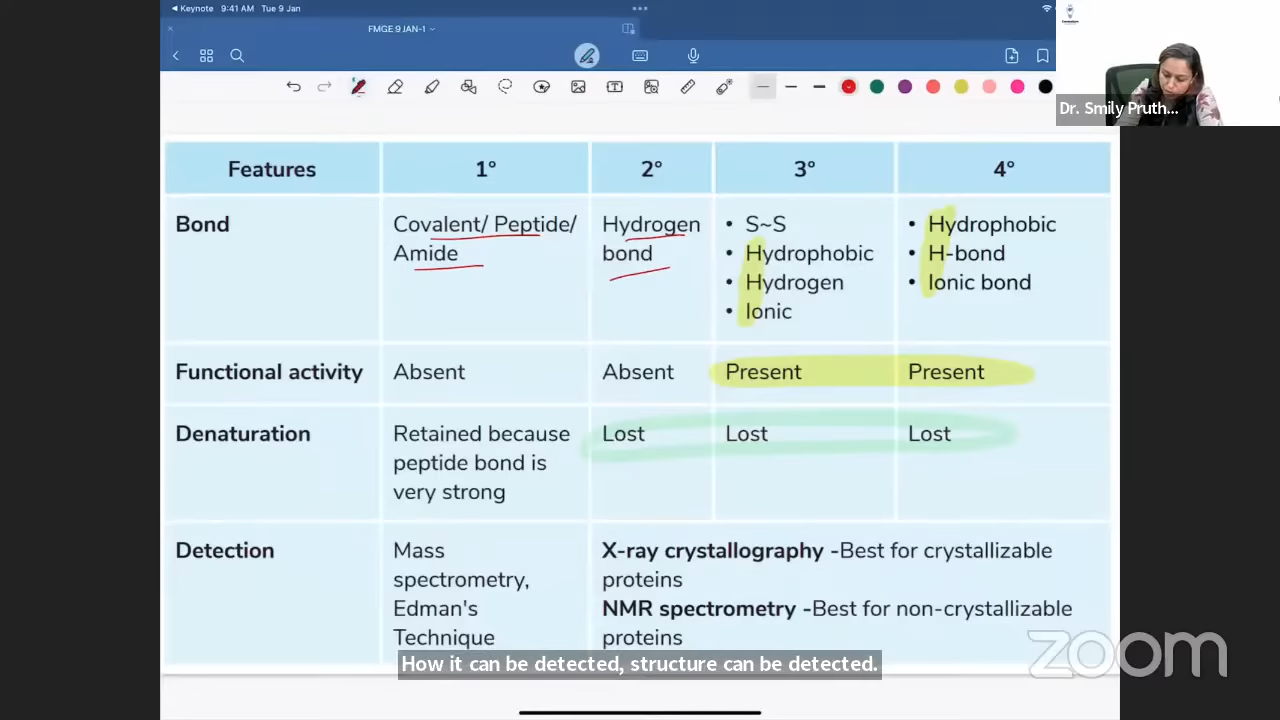 Keynote 9:41 AM Tue 9 Jan
FMGE 9 JAN-1
Dr. Smily Pruth...
Features 1° 2° 3° 4°
Bond Covalent/ Peptide/ Hydrogen • S~S • Hydrophobic
Amide bond • Hydrophobic • H-bond
• Hydrogen • Ionic bond
• Ionic
Functional activity Absent Absent Present Present
Denaturation Retained because Lost Lost Lost
peptide bond is
very strong
Detection Mass X-ray crystallography -Best for crystallizable
spectrometry, proteins
Edman's NMR spectrometry -Best for non-crystallizable
Technique proteins
How it can be detected, structure can be detected.
zoom